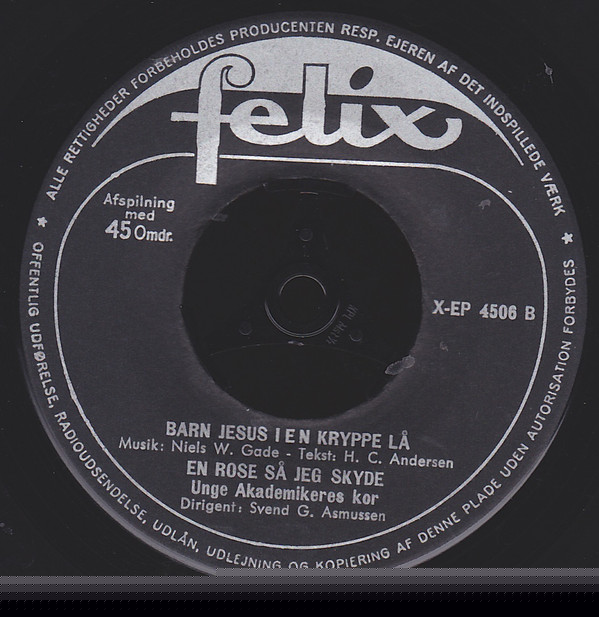 ALLE RETTIGHEDER FORBEHOLDES PRODUCENTEN RESP. EJEREN AF DET INDSPILLEDE VÆRK
felix
Afspilning
med
45 Omdr.
X-EP 4506 B
BARN JESUS I EN KRYPPE LÅ
Musik: Niels W. Gade - Tekst: H. C. Andersen
EN ROSE SÅ JEG SKYDE
Unge Akademikeres kor
Dirigent: Svend G. Asmussen
★ OFFENTLIG UDFØRELSE, RADIOUDSENDELSE, UDLÅN, UDLEJNING OG KOPIERING AF DENNE PLADE UDEN AUTORISATION FORBYDES ★